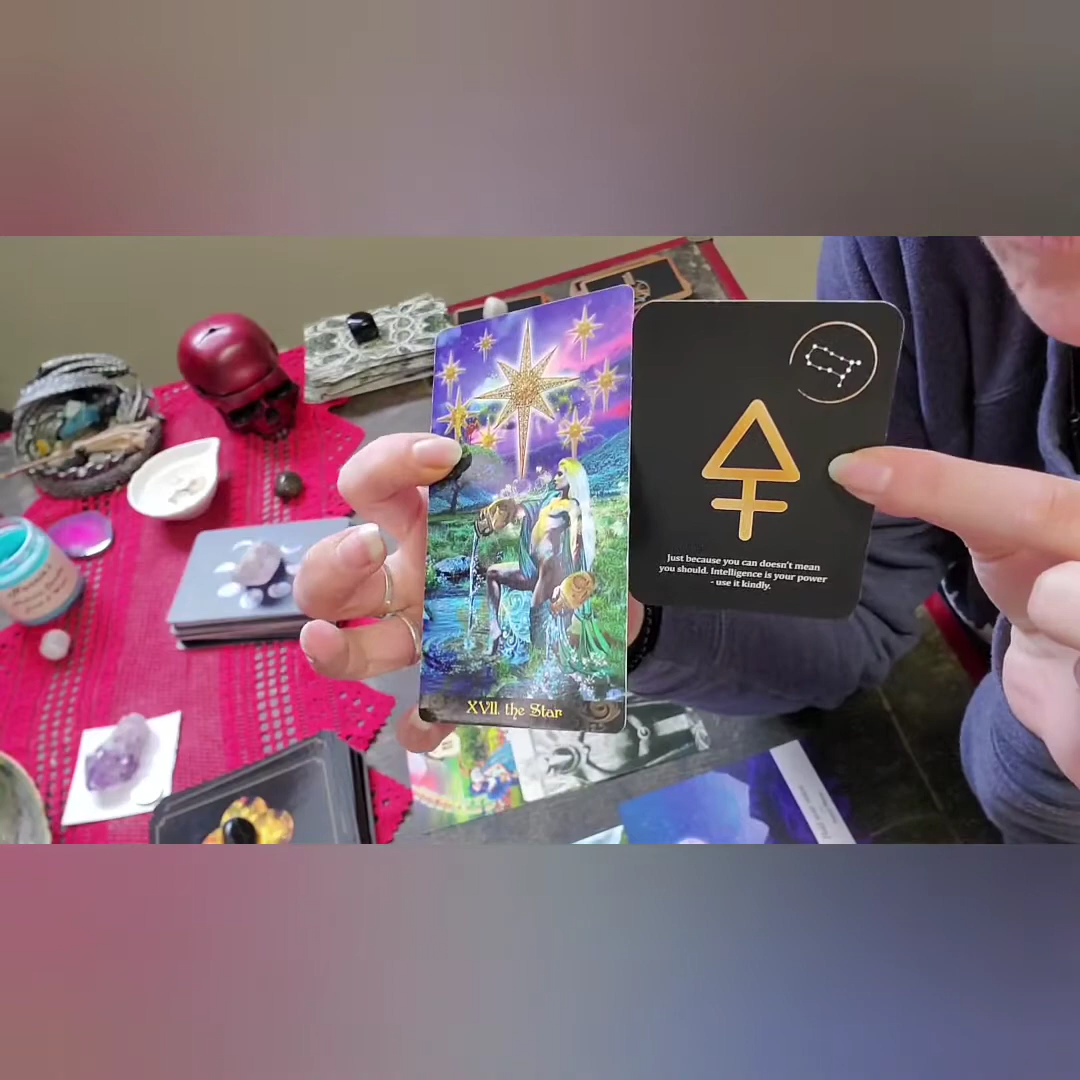 XVII. the Star
Just because you can doesn't mean
you should. Intelligence is your power
- use it kindly.